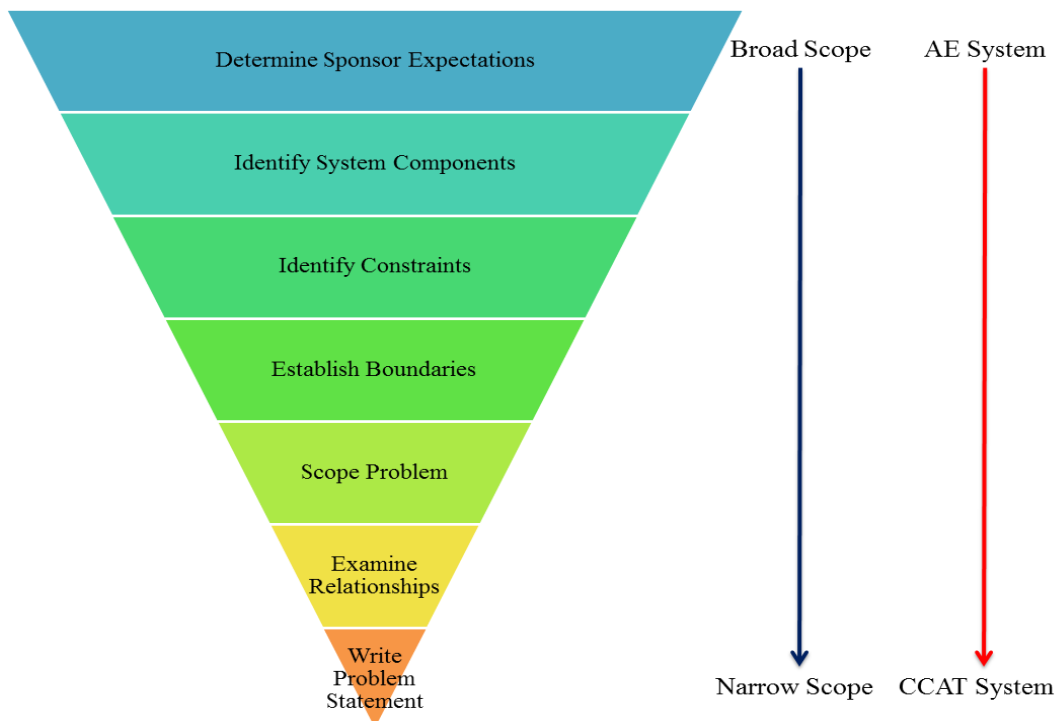 Determine Sponsor Expectations
Broad Scope
AE System
Identify System Components
Identify Constraints
Establish Boundaries
Scope Problem
Examine
Relationships
Write
Problem
Statement
Narrow Scope
CCAT System